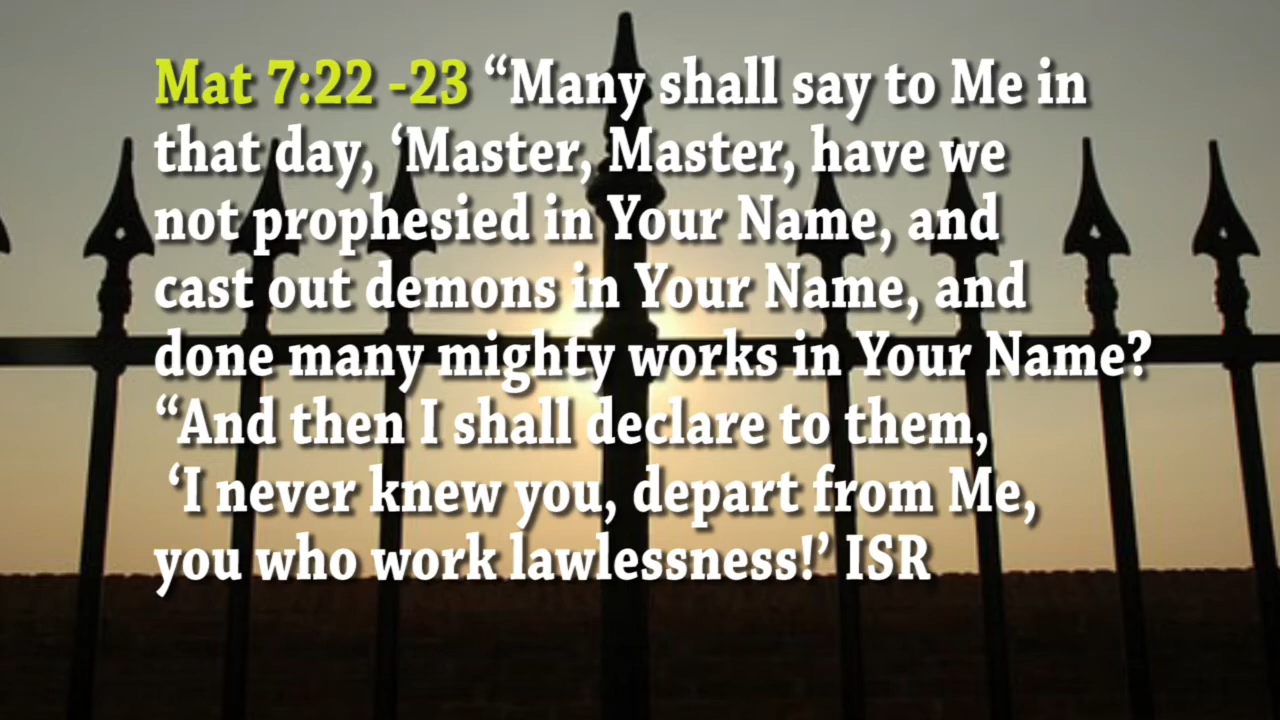 Mat 7:22 -23 “Many shall say to Me in
that day, ‘Master, Master, have we
not prophesied in Your Name, and
cast out demons in Your Name, and
done many mighty works in Your Name?
“And then I shall declare to them,
‘I never knew you, depart from Me,
you who work lawlessness!’ ISR